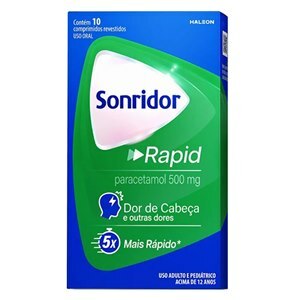 Contém 10
comprimidos revestidos
USO ORAL
HALEON
Sonridor
Rapid
paracetamol 500 mg
Dor de Cabeça
e outras dores
5x
Mais Rápido*
USO ADULTO E PEDIÁTRICO
ACIMA DE 12 ANOS